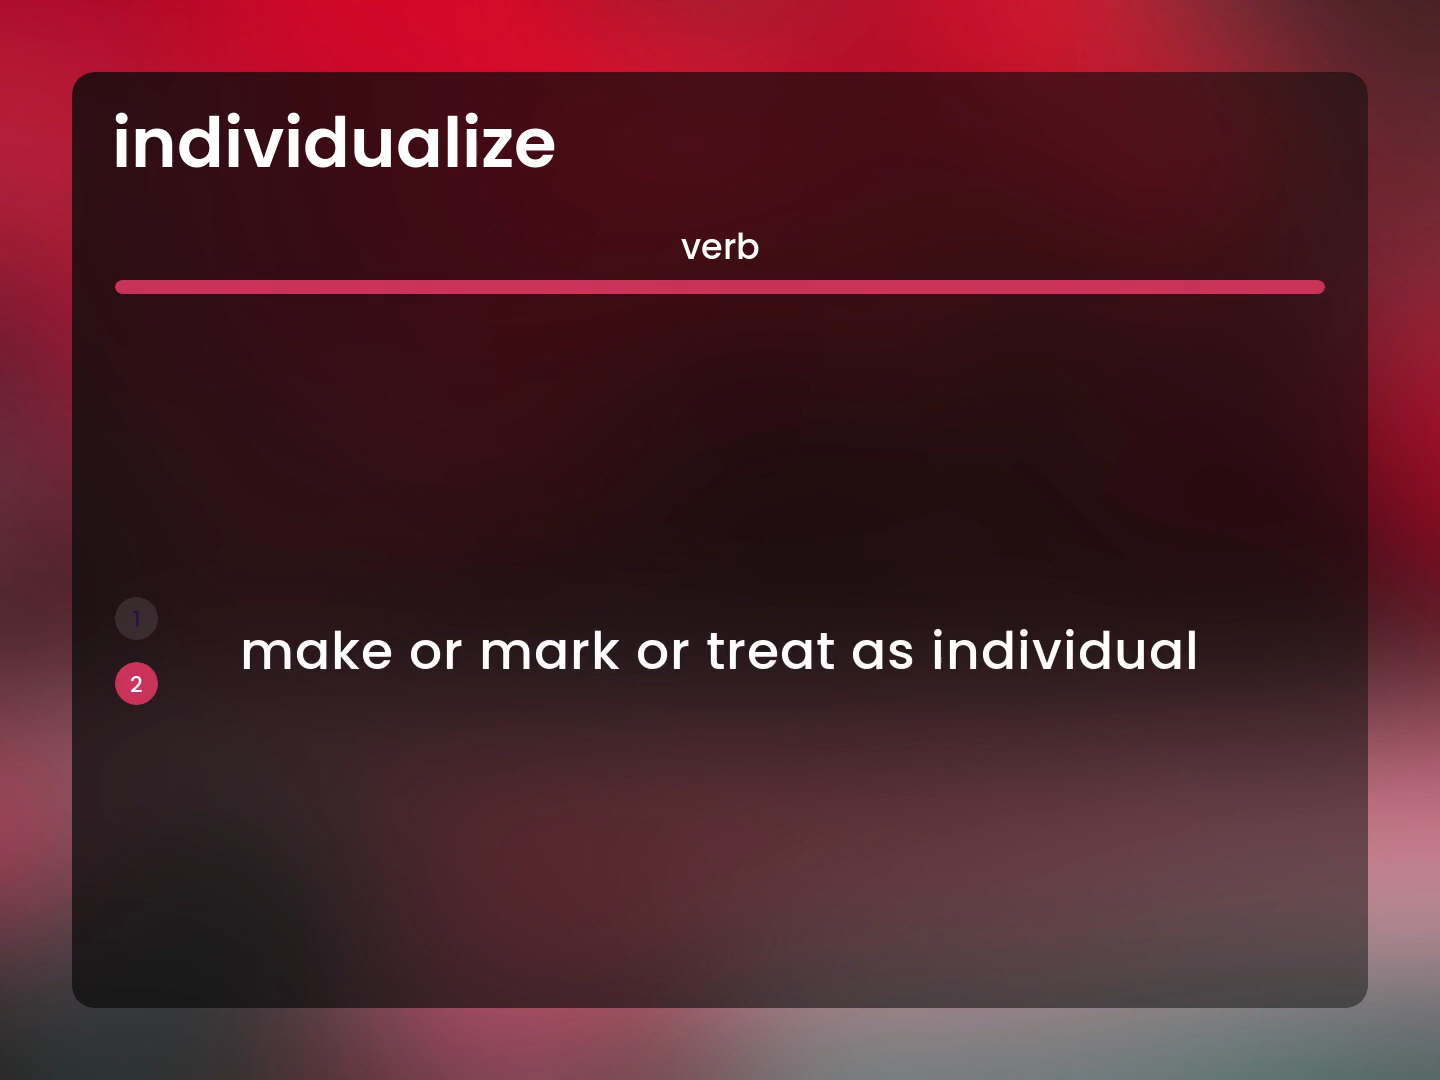 individualize
verb
1
make or mark or treat as individual
2